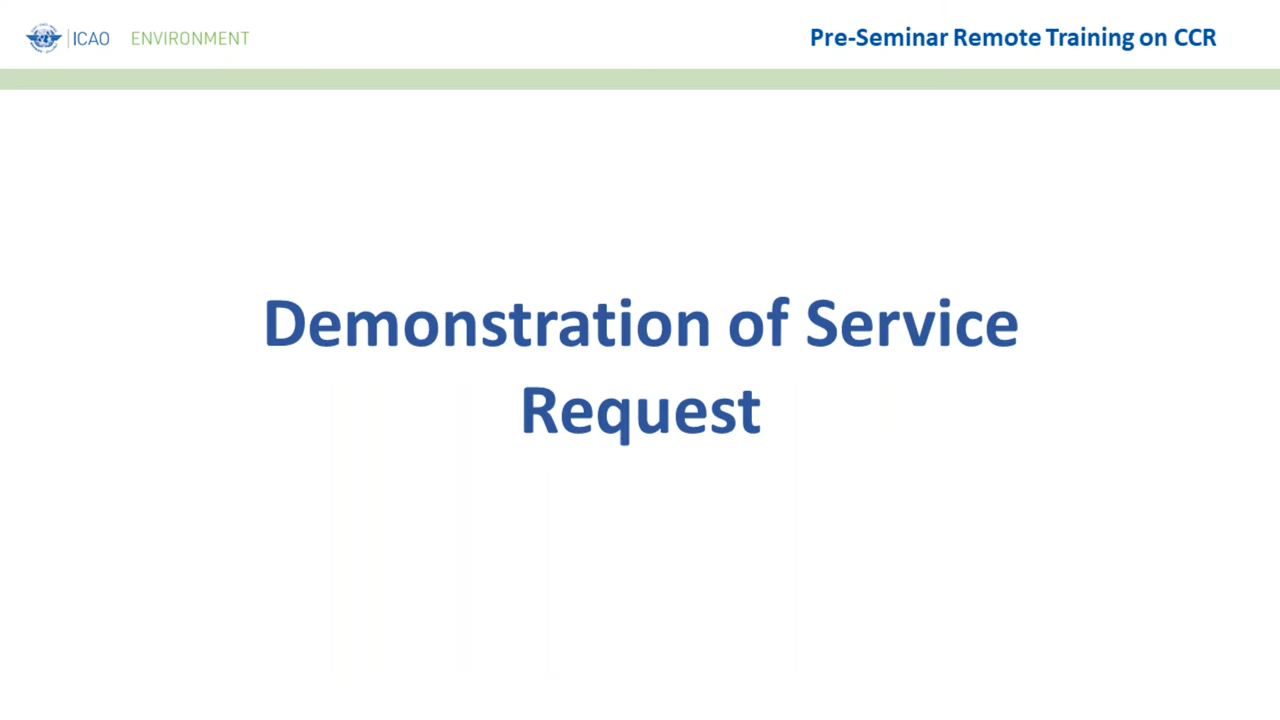 ICAO ENVIRONMENT
Pre-Seminar Remote Training on CCR
Demonstration of Service
Request